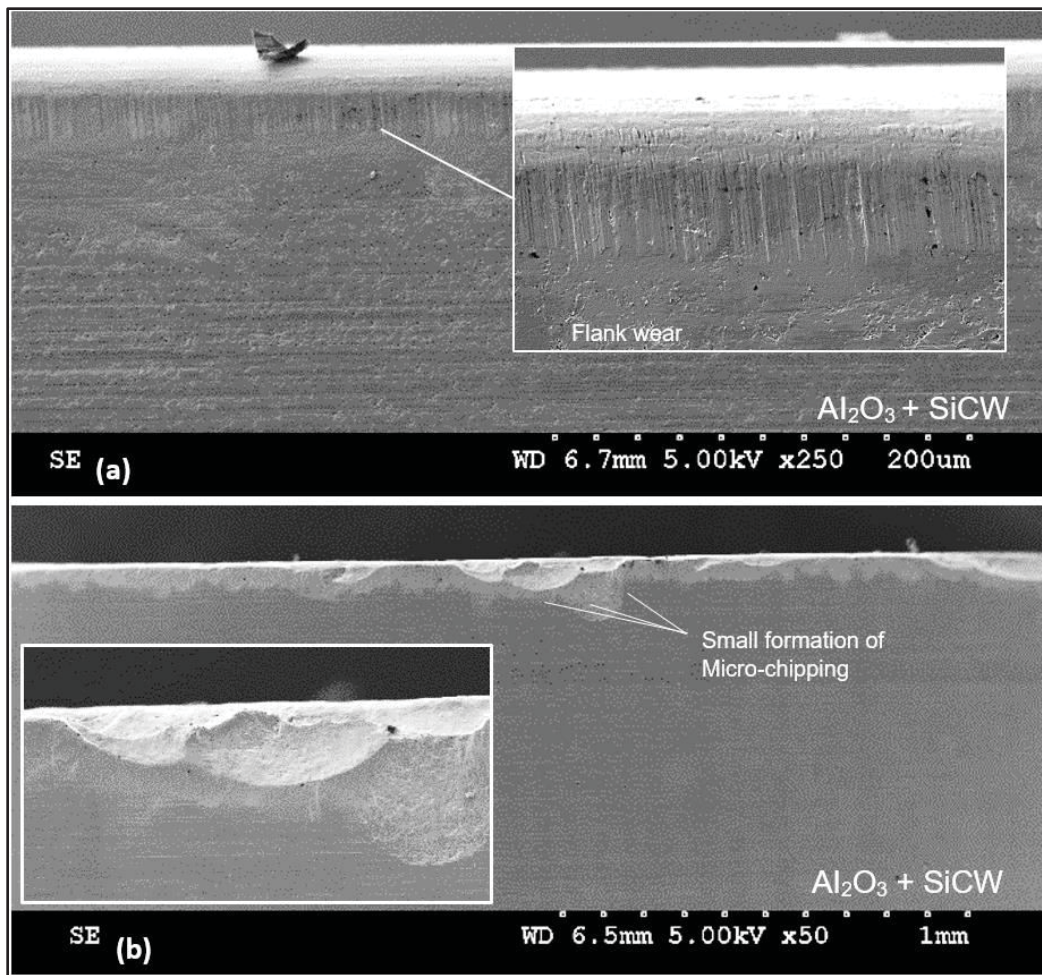 Flank wear
Al₂O₃ + SiCW
SE (a) WD 6.7mm 5.00kV x250 200um
Small formation of
Micro-chipping
Al₂O₃ + SiCW
SE (b) WD 6.5mm 5.00kV x50 1mm